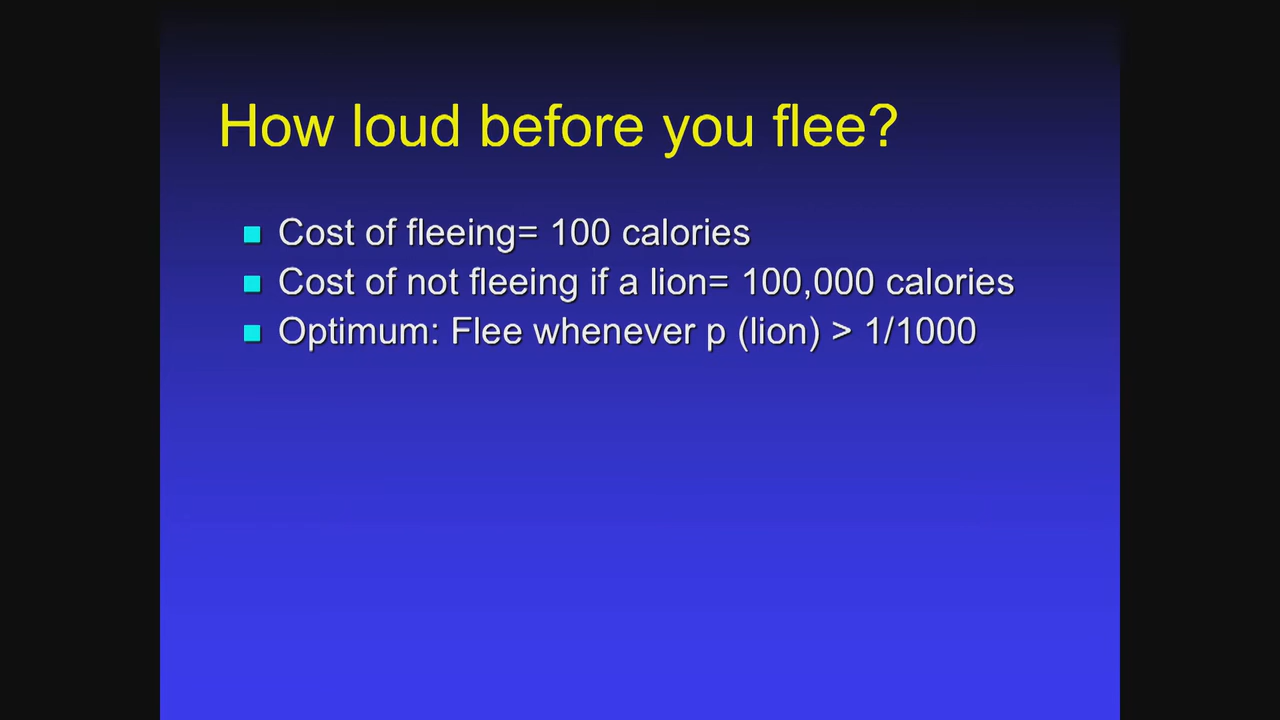 How loud before you flee?
Cost of fleeing= 100 calories
Cost of not fleeing if a lion= 100,000 calories
Optimum: Flee whenever p (lion) > 1/1000